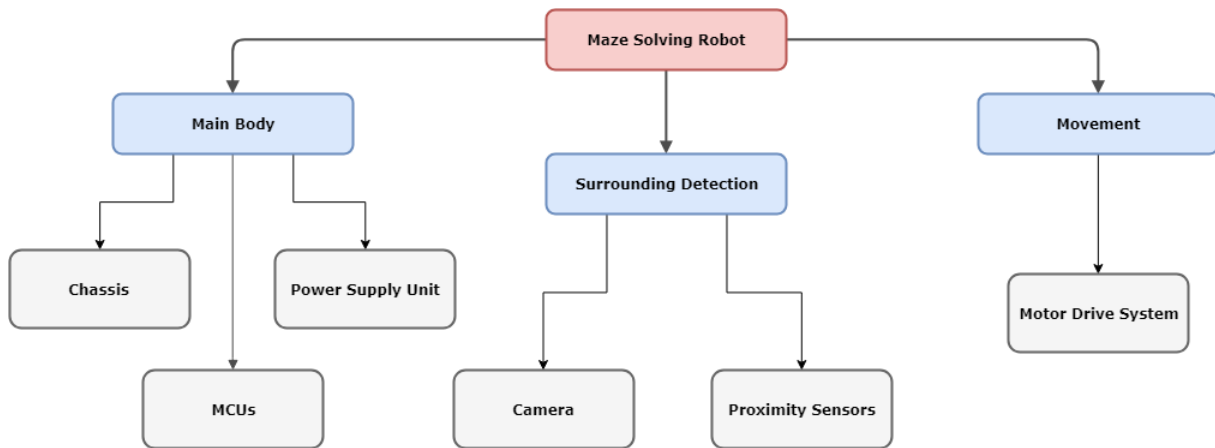 Maze Solving Robot
Main Body
Surrounding Detection
Movement
Chassis
Power Supply Unit
Motor Drive System
MCUs
Camera
Proximity Sensors